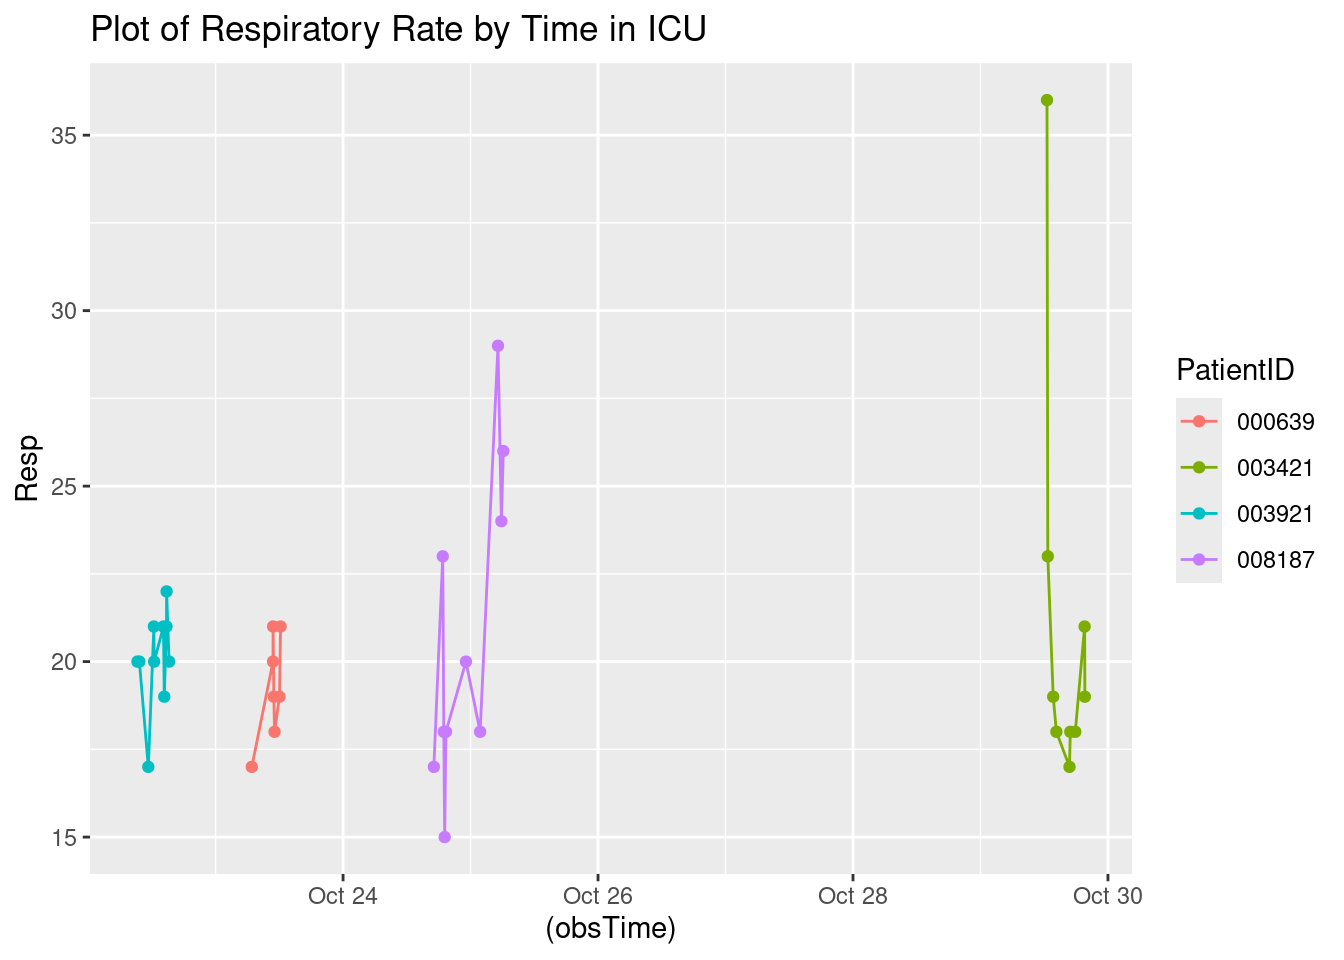 Plot of Respiratory Rate by Time in ICU
35
30
25
20
15
Resp
Oct 24
Oct 26
Oct 28
Oct 30
(obsTime)
PatientID
000639
003421
003921
008187